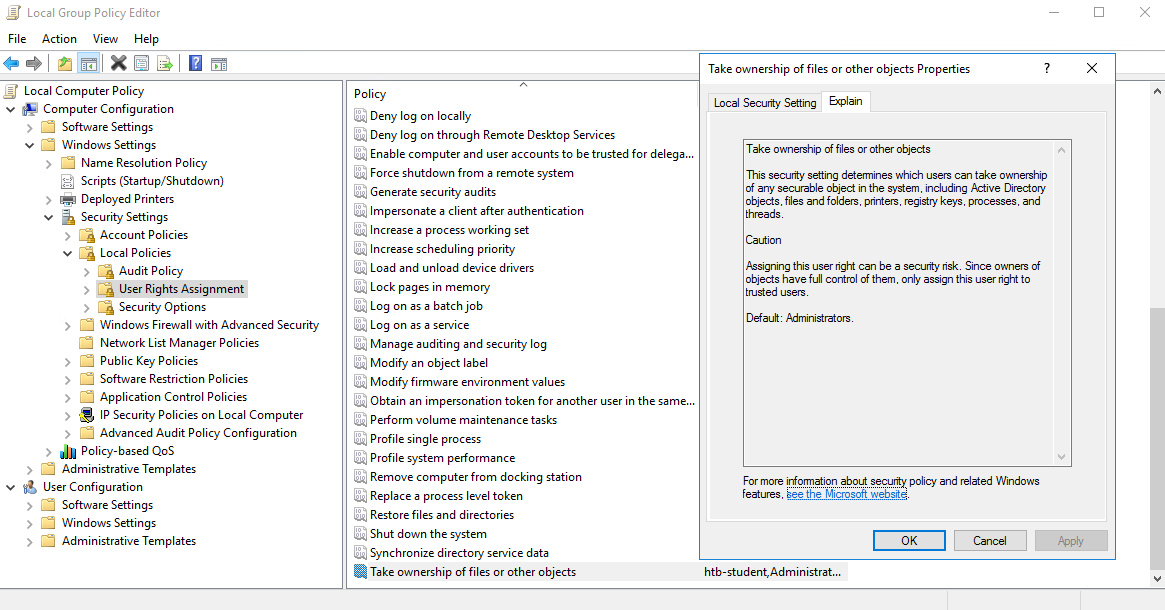 Local Group Policy Editor
File Action View Help
Local Computer Policy
Computer Configuration
Software Settings
Windows Settings
Name Resolution Policy
Scripts (Startup/Shutdown)
Deployed Printers
Security Settings
Account Policies
Local Policies
Audit Policy
User Rights Assignment
Security Options
Windows Firewall with Advanced Security
Network List Manager Policies
Public Key Policies
Software Restriction Policies
Application Control Policies
IP Security Policies on Local Computer
Advanced Audit Policy Configuration
Policy-based QoS
Administrative Templates
User Configuration
Software Settings
Windows Settings
Administrative Templates
Policy
Deny log on locally
Deny log on through Remote Desktop Services
Enable computer and user accounts to be trusted for delega...
Force shutdown from a remote system
Generate security audits
Impersonate a client after authentication
Increase a process working set
Increase scheduling priority
Load and unload device drivers
Lock pages in memory
Log on as a batch job
Log on as a service
Manage auditing and security log
Modify an object label
Modify firmware environment values
Obtain an impersonation token for another user in the same...
Perform volume maintenance tasks
Profile single process
Profile system performance
Remove computer from docking station
Replace a process level token
Restore files and directories
Shut down the system
Synchronize directory service data
Take ownership of files or other objects htb-student,Administrat...
Take ownership of files or other objects Properties
?
Local Security Setting Explain
Take ownership of files or other objects
This security setting determines which users can take ownership
of any securable object in the system, including Active Directory
objects, files and folders, printers, registry keys, processes, and
threads.
Caution
Assigning this user right can be a security risk. Since owners of
objects have full control of them, only assign this user right to
trusted users.
Default: Administrators.
For more information about security policy and related Windows
features, see the Microsoft website.
OK Cancel Apply